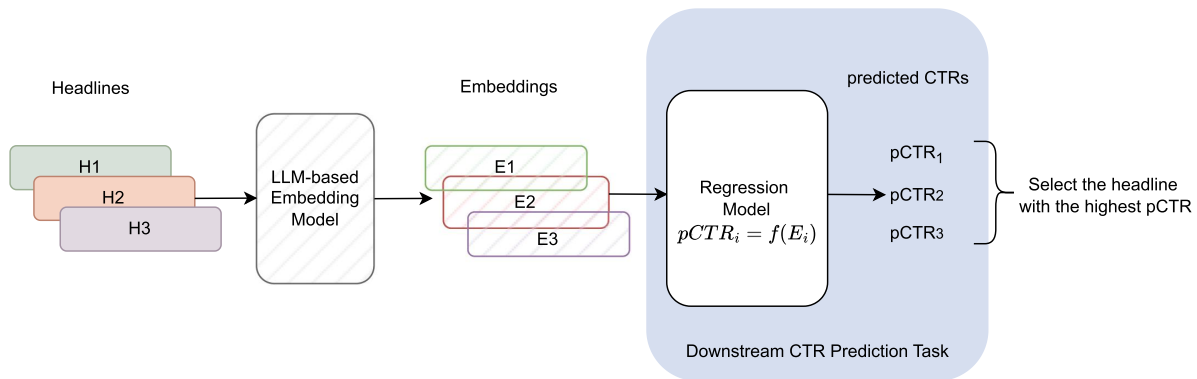 Headlines
H1
H2
H3
LLM-based
Embedding
Model
Embeddings
E1
E2
E3
Regression
Model
$pCTR_i = f(E_i)$
predicted CTRs
pCTR₁
pCTR₂
pCTR₃
Downstream CTR Prediction Task
Select the headline
with the highest pCTR